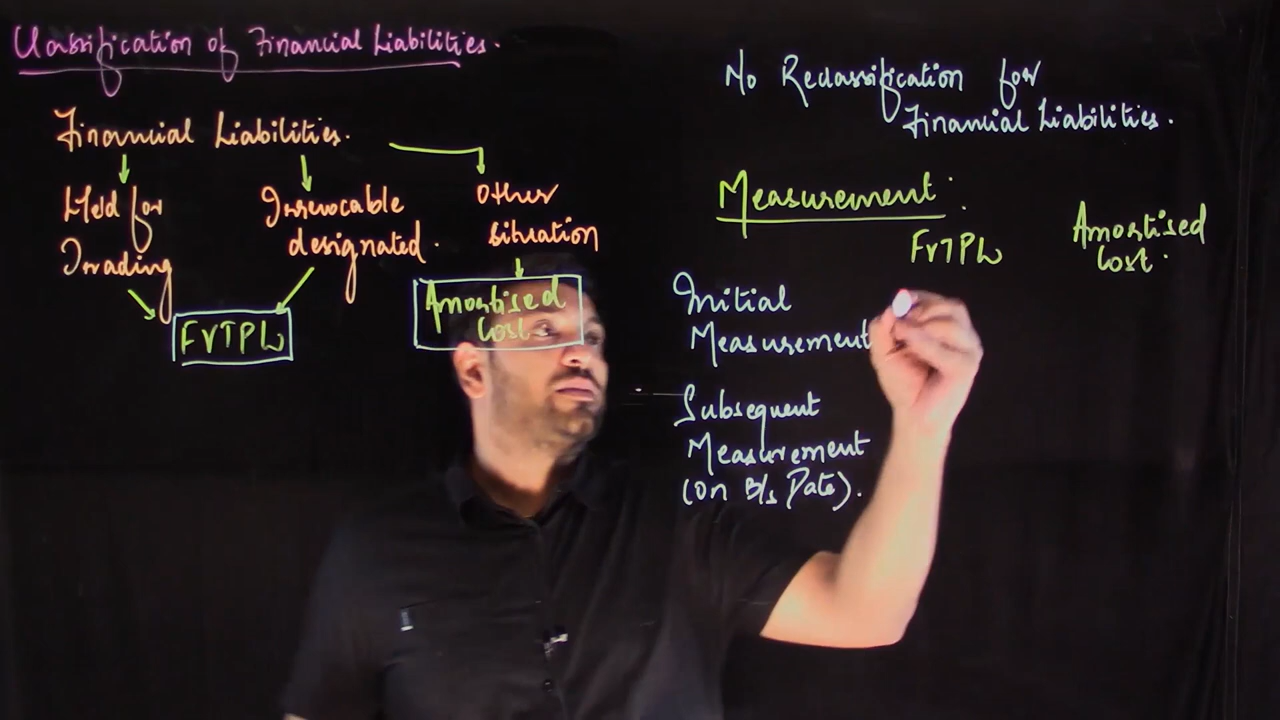 Classification of Financial Liabilities.
Financial Liabilities.
Held for
Trading
Irrevocable
designated.
Other
situation
FVTPL
Amortised
Cost
No Reclassification for
Financial Liabilities.
Measurement:
FVTPL
Amortised
Cost.
Initial
Measurement
Subsequent
Measurement
(on B/s Date).